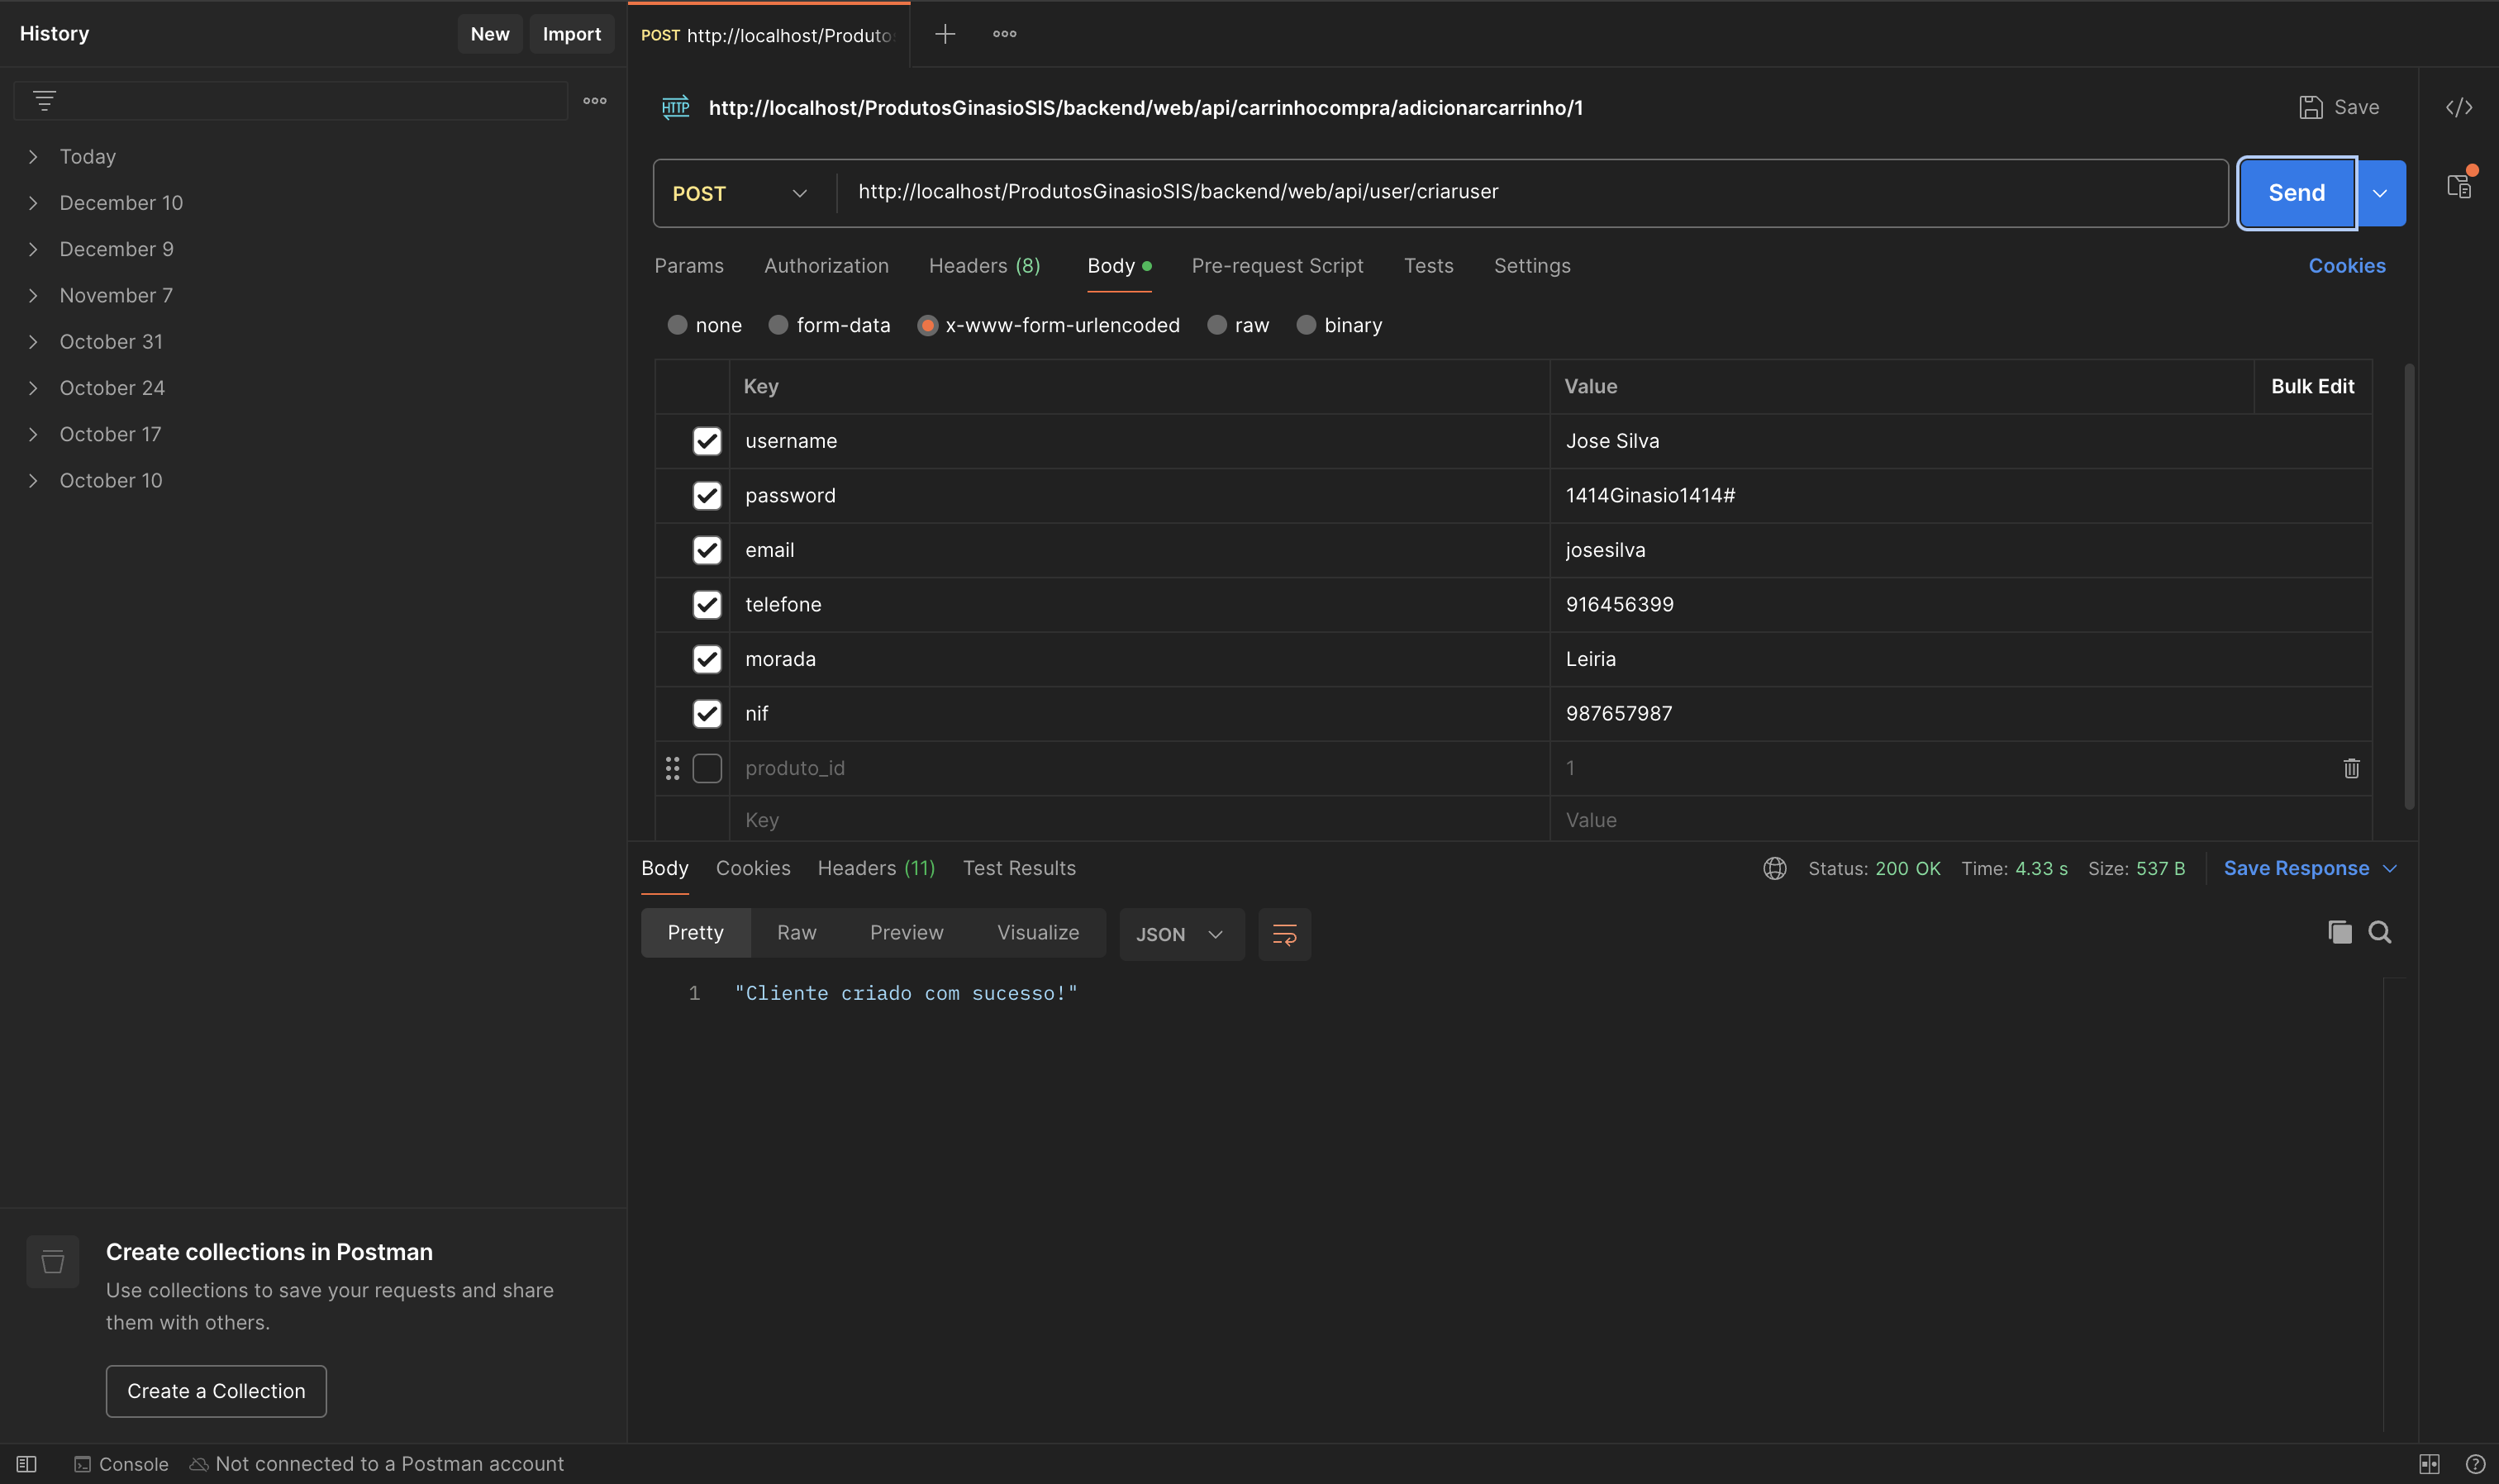 History
New
Import
POST http://localhost/Produto
Today
December 10
December 9
November 7
October 31
October 24
October 17
October 10
HTTP http://localhost/ProdutosGinasioSIS/backend/web/api/carrinhocompra/adicionarcarrinho/1
Save
POST
http://localhost/ProdutosGinasioSIS/backend/web/api/user/criaruser
Send
Params Authorization Headers (8) Body Pre-request Script Tests Settings Cookies
none form-data x-www-form-urlencoded raw binary
Key Value Bulk Edit
username Jose Silva
password 1414Ginasio1414#
email josesilva
telefone 916456399
morada Leiria
nif 987657987
produto_id 1
Key Value
Body Cookies Headers (11) Test Results Status: 200 OK Time: 4.33 s Size: 537 B Save Response
Pretty Raw Preview Visualize JSON
1 "Cliente criado com sucesso!"
Create collections in Postman
Use collections to save your requests and share
them with others.
Create a Collection
Console Not connected to a Postman account